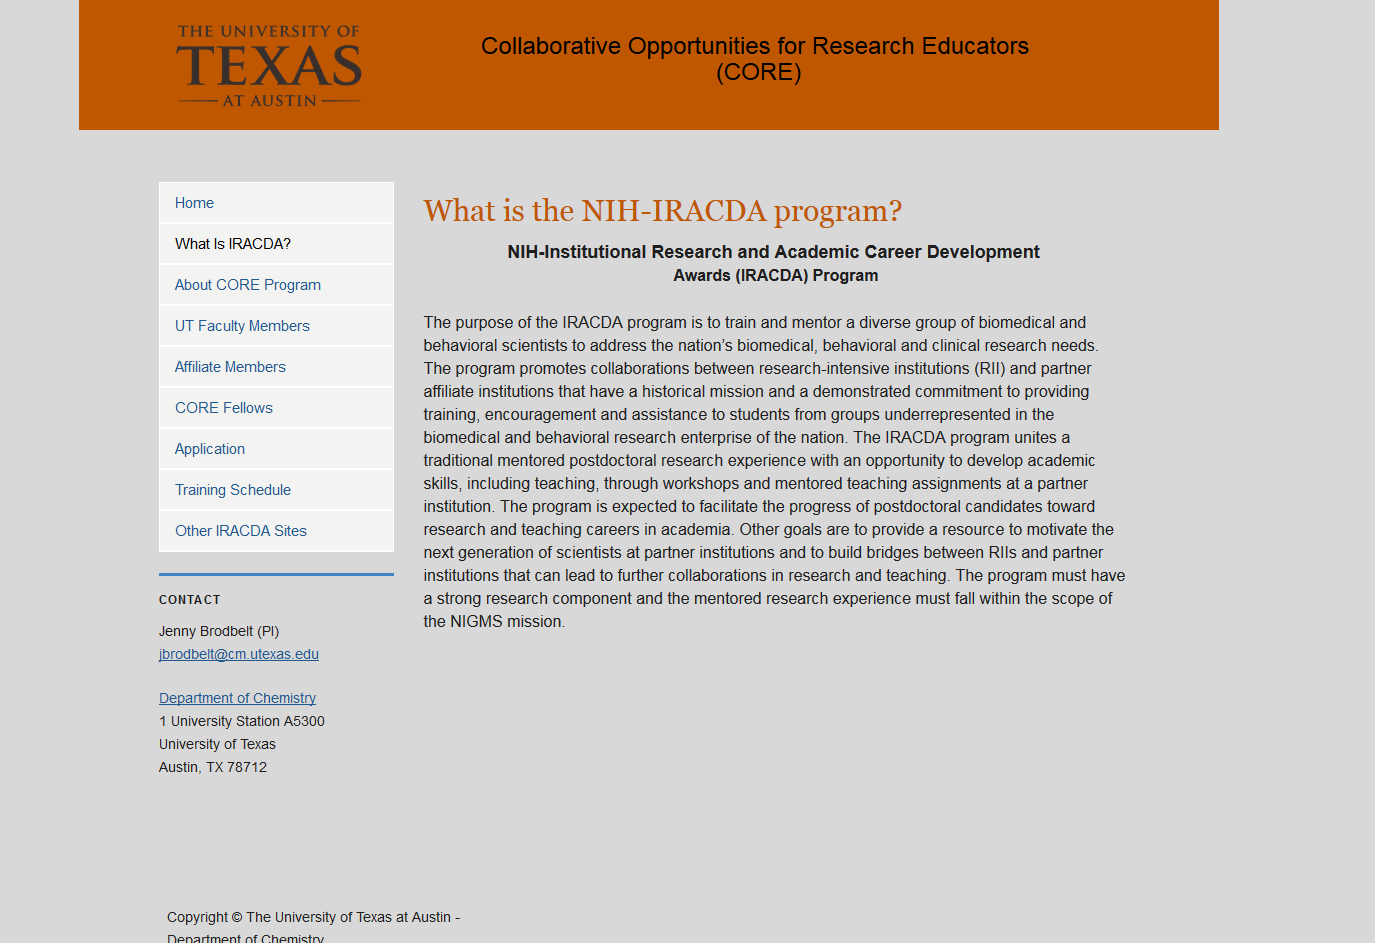 THE UNIVERSITY OF
TEXAS
AT AUSTIN
Collaborative Opportunities for Research Educators
(CORE)
Home
What Is IRACDA?
About CORE Program
UT Faculty Members
Affiliate Members
CORE Fellows
Application
Training Schedule
Other IRACDA Sites
CONTACT
Jenny Brodbelt (PI)
jbrodbelt@cm.utexas.edu
Department of Chemistry
1 University Station A5300
University of Texas
Austin, TX 78712
What is the NIH-IRACDA program?
NIH-Institutional Research and Academic Career Development
Awards (IRACDA) Program
The purpose of the IRACDA program is to train and mentor a diverse group of biomedical and
behavioral scientists to address the nation’s biomedical, behavioral and clinical research needs.
The program promotes collaborations between research-intensive institutions (RII) and partner
affiliate institutions that have a historical mission and a demonstrated commitment to providing
training, encouragement and assistance to students from groups underrepresented in the
biomedical and behavioral research enterprise of the nation. The IRACDA program unites a
traditional mentored postdoctoral research experience with an opportunity to develop academic
skills, including teaching, through workshops and mentored teaching assignments at a partner
institution. The program is expected to facilitate the progress of postdoctoral candidates toward
research and teaching careers in academia. Other goals are to provide a resource to motivate the
next generation of scientists at partner institutions and to build bridges between RIIs and partner
institutions that can lead to further collaborations in research and teaching. The program must have
a strong research component and the mentored research experience must fall within the scope of
the NIGMS mission.
Copyright © The University of Texas at Austin -
Department of Chemistry